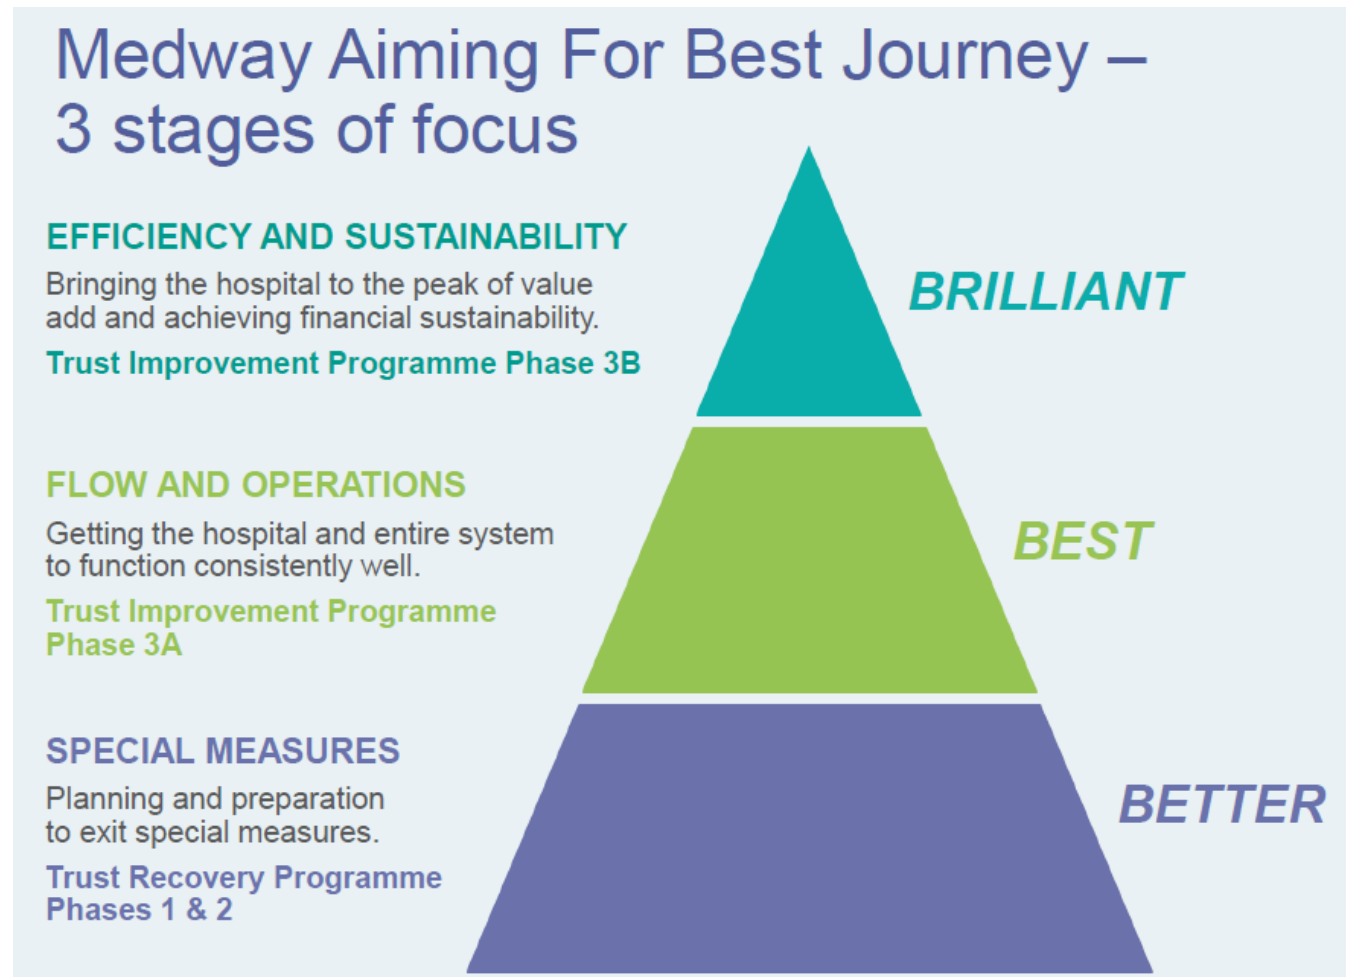 Medway Aiming For Best Journey –
3 stages of focus
EFFICIENCY AND SUSTAINABILITY
Bringing the hospital to the peak of value
add and achieving financial sustainability.
Trust Improvement Programme Phase 3B
BRILLIANT
FLOW AND OPERATIONS
Getting the hospital and entire system
to function consistently well.
Trust Improvement Programme
Phase 3A
BEST
SPECIAL MEASURES
Planning and preparation
to exit special measures.
Trust Recovery Programme
Phases 1 & 2
BETTER